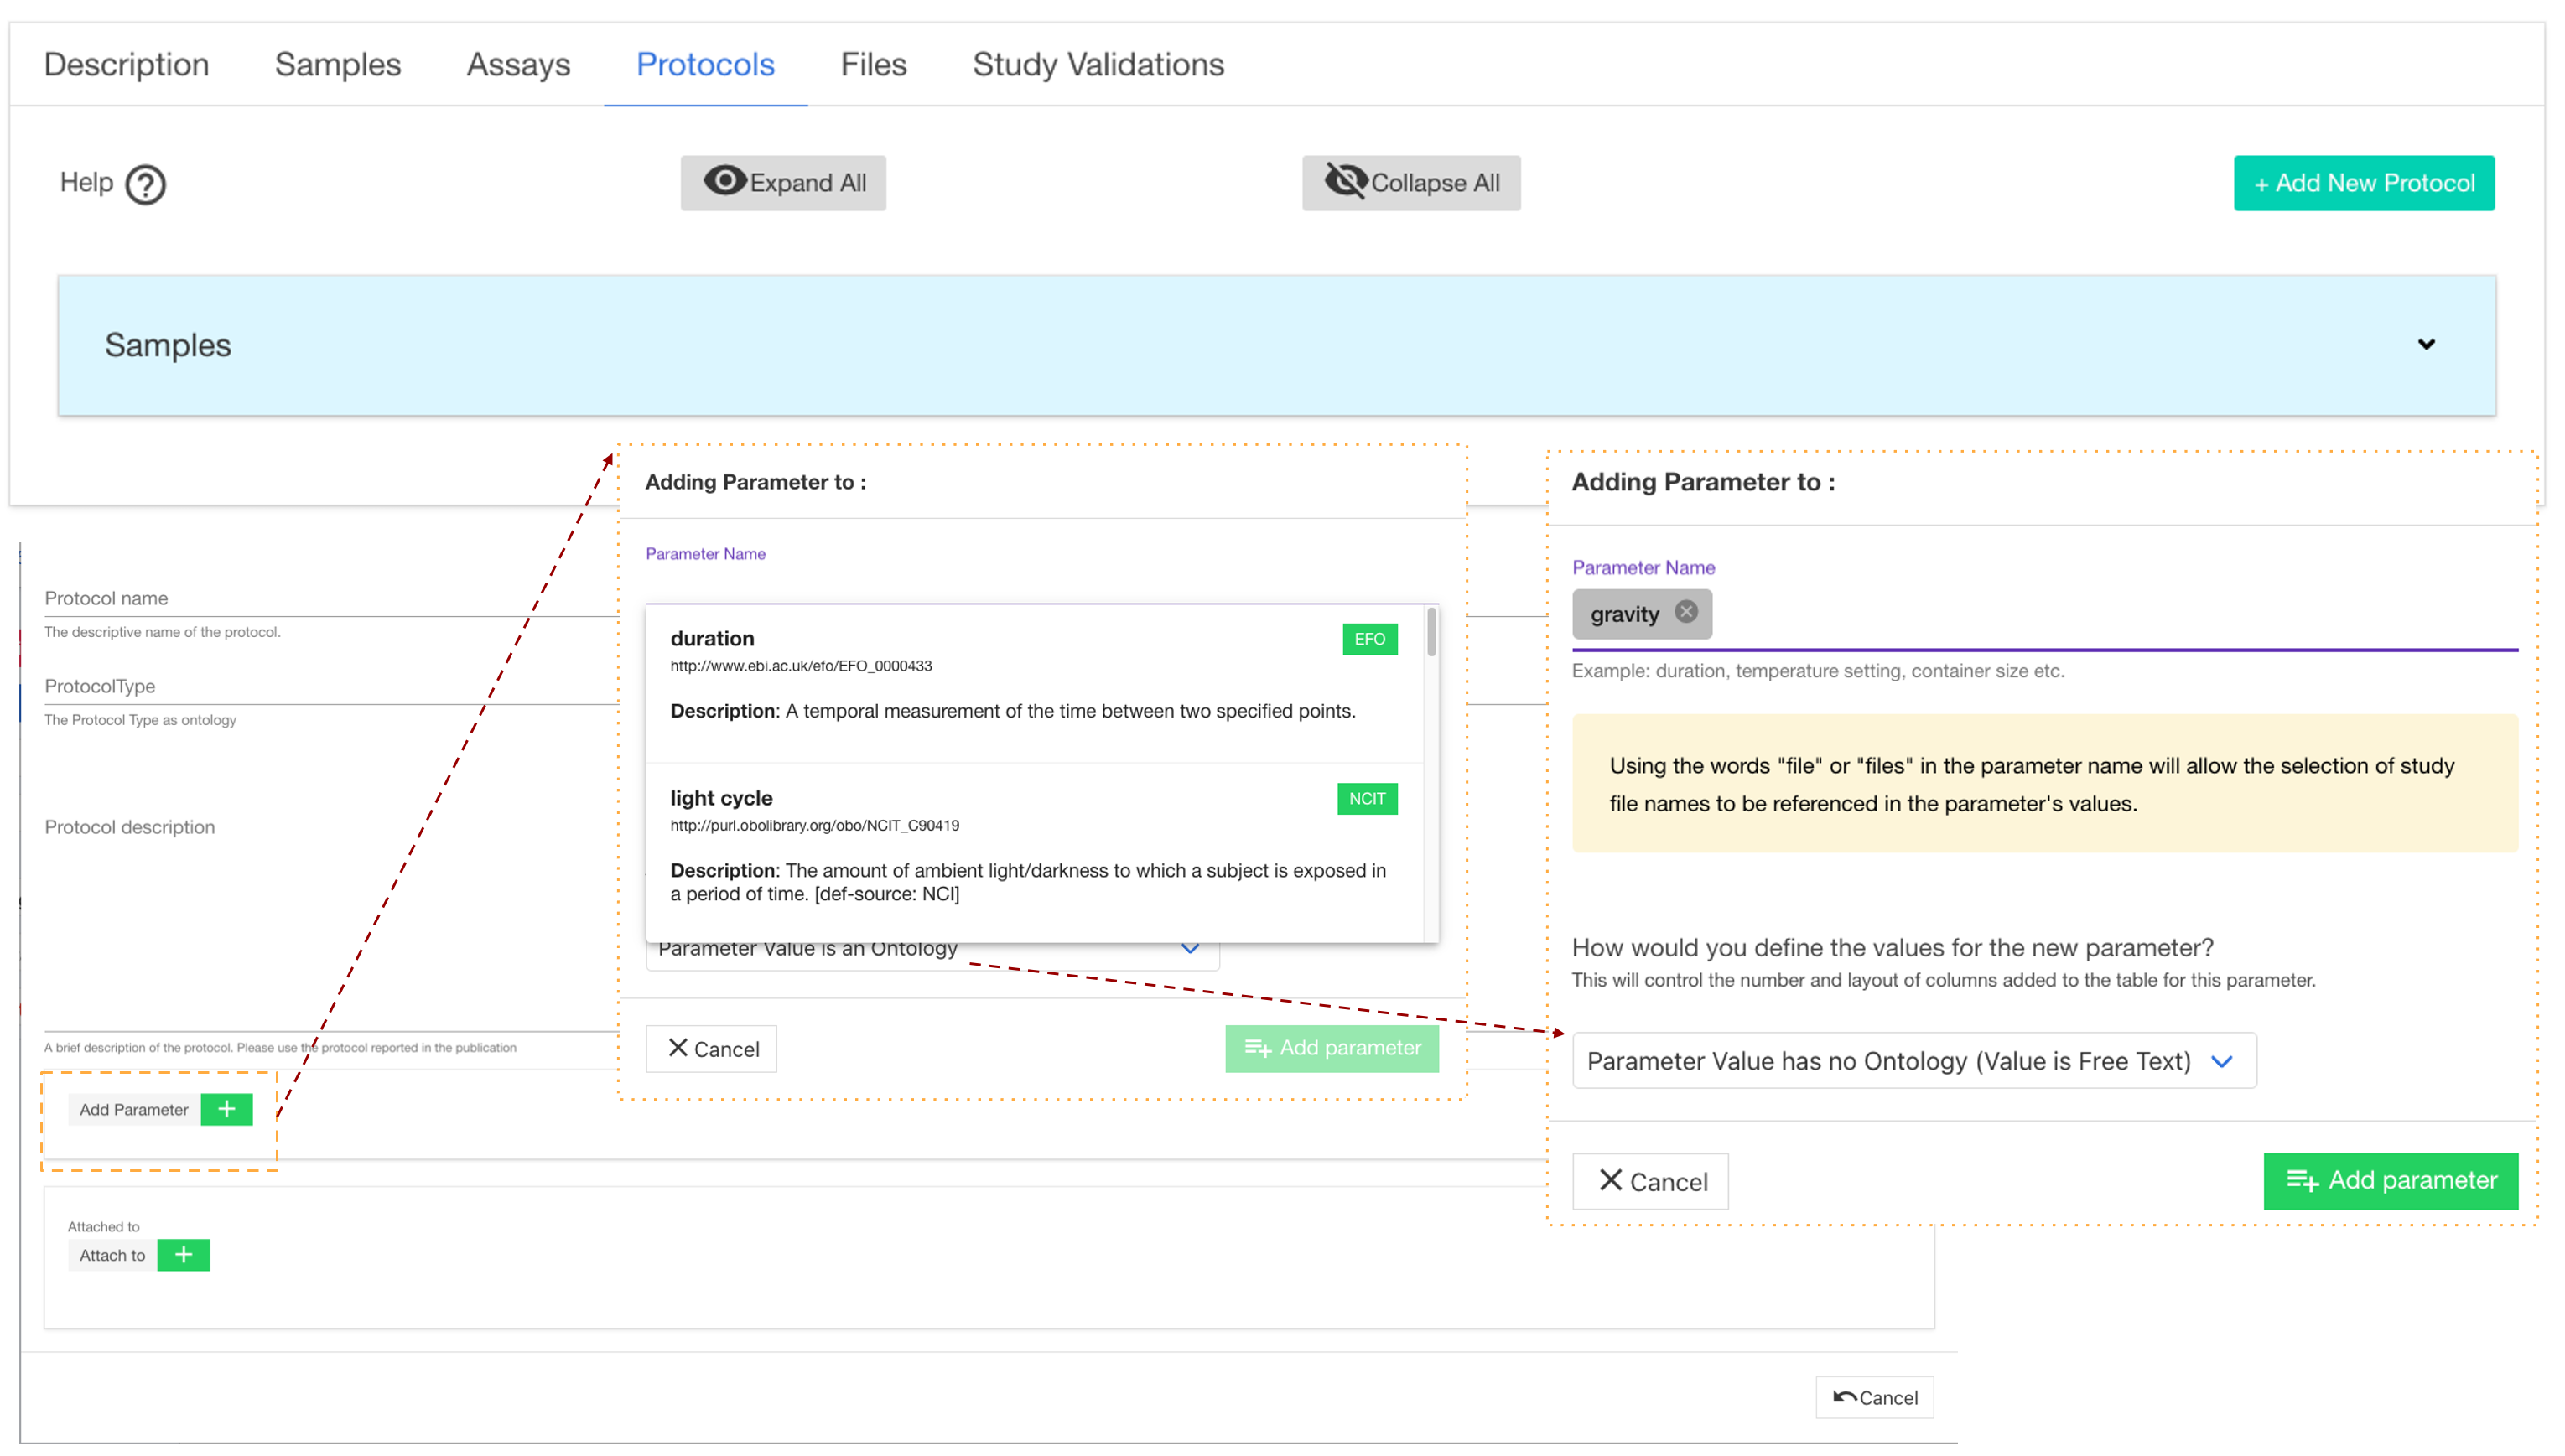 Description Samples Assays Protocols Files Study Validations
Help ? Expand All Collapse All + Add New Protocol
Samples
Protocol name
The descriptive name of the protocol.
ProtocolType
The Protocol Type as ontology
Protocol description
A brief description of the protocol. Please use the protocol reported in the publication
Add Parameter +
Attached to
Attach to +
Cancel
Adding Parameter to :
Parameter Name
duration EFO
http://www.ebi.ac.uk/efo/EFO_0000433
Description: A temporal measurement of the time between two specified points.
light cycle NCIT
http://purl.obolibrary.org/obo/NCIT_C90419
Description: The amount of ambient light/darkness to which a subject is exposed in
a period of time. [def-source: NCI]
Parameter Value is an Ontology
Cancel Add parameter
Adding Parameter to :
Parameter Name
gravity
Example: duration, temperature setting, container size etc.
Using the words "file" or "files" in the parameter name will allow the selection of study
file names to be referenced in the parameter's values.
How would you define the values for the new parameter?
This will control the number and layout of columns added to the table for this parameter.
Parameter Value has no Ontology (Value is Free Text)
Cancel Add parameter